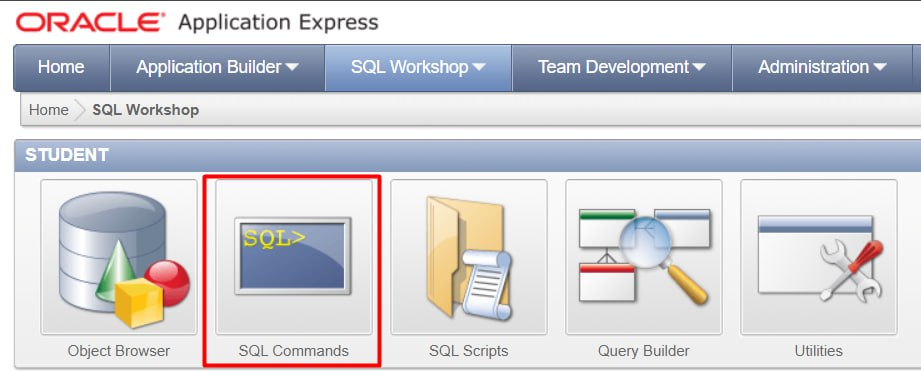 ORACLE Application Express
Home Application Builder SQL Workshop Team Development Administration
Home SQL Workshop
STUDENT
SQL>
Object Browser SQL Commands SQL Scripts Query Builder Utilities